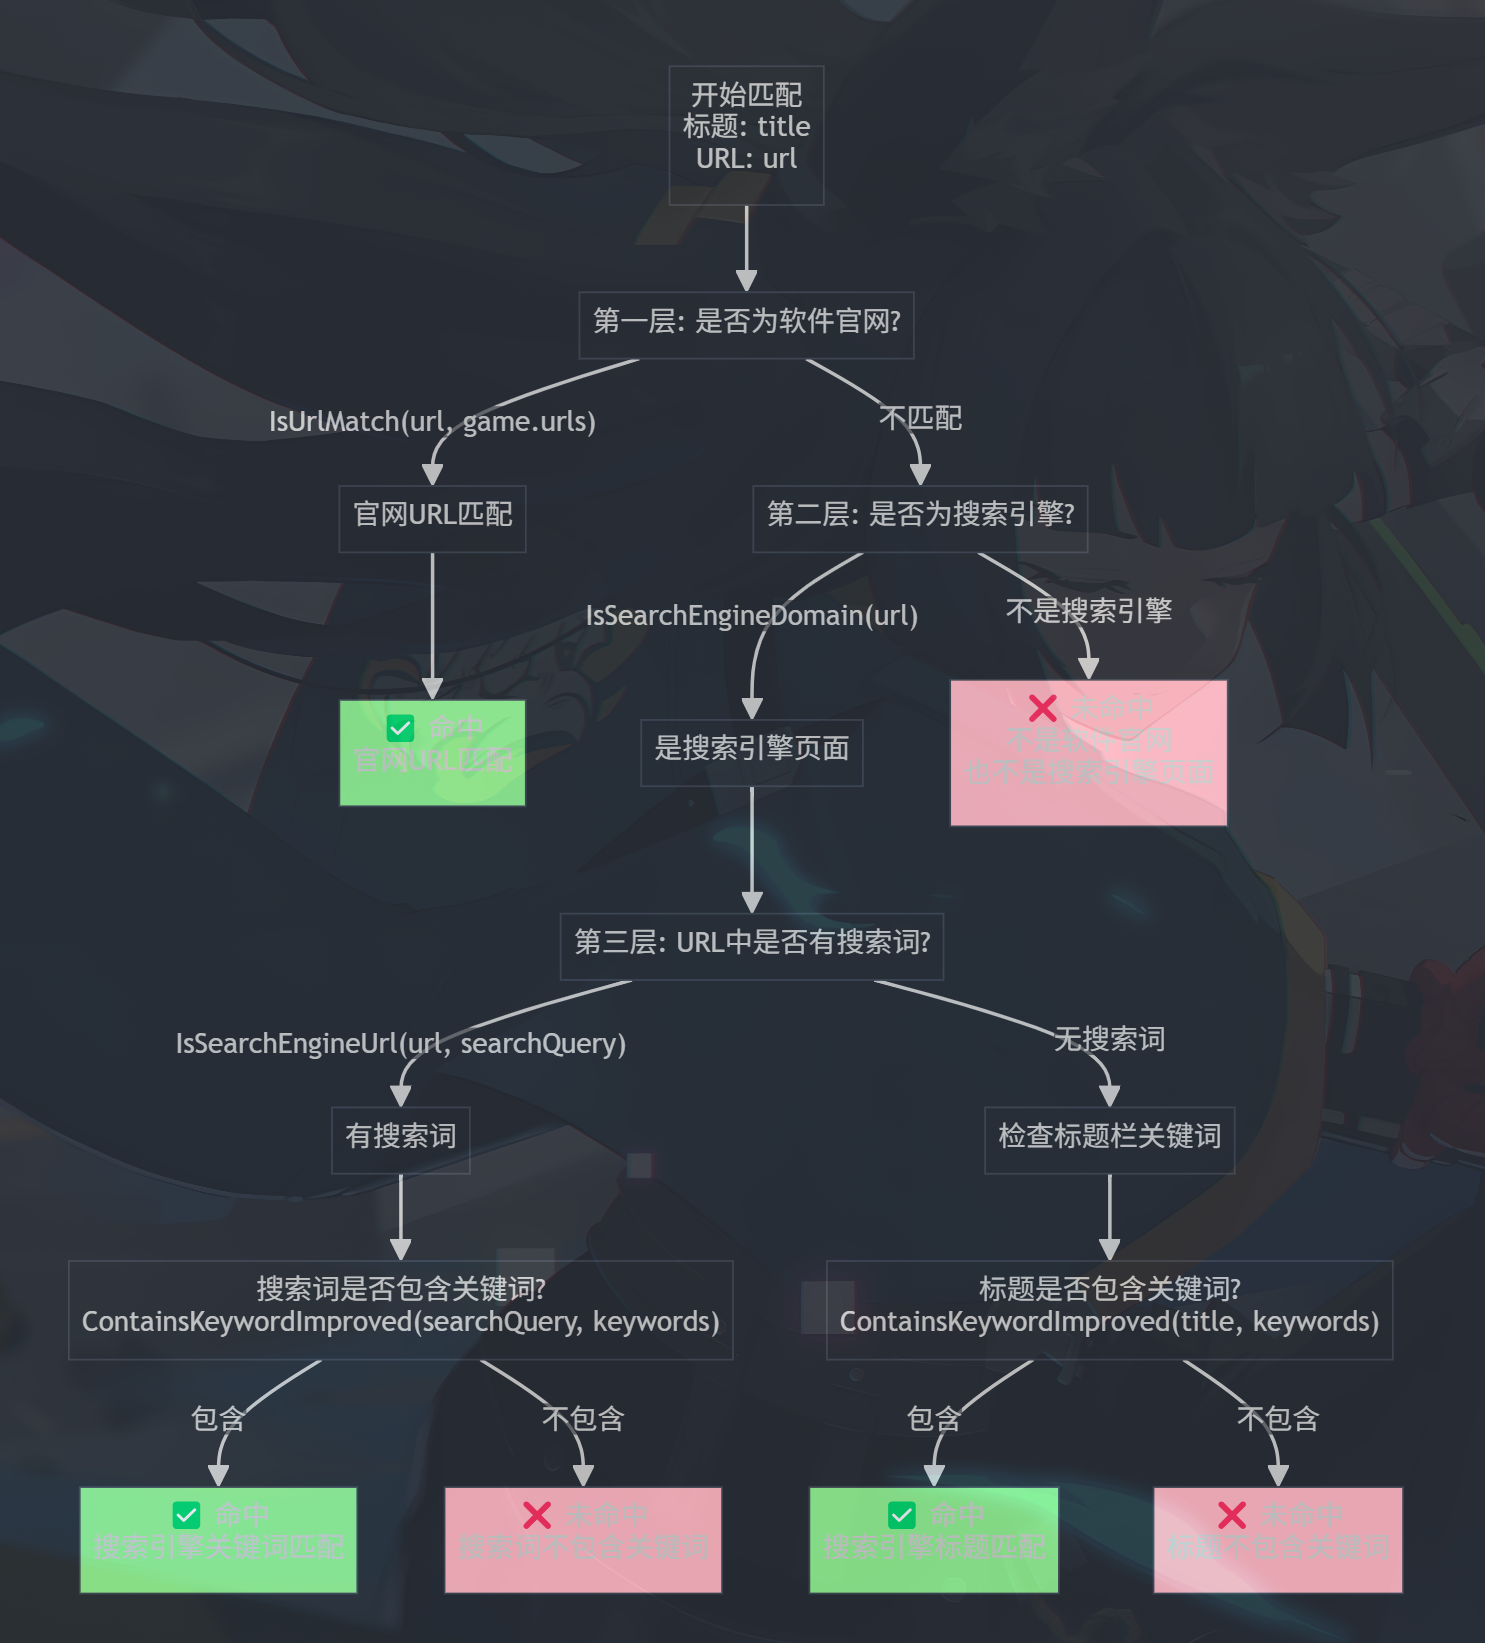 开始匹配
标题: title
URL: url
第一层: 是否为软件官网?
IsUrlMatch(url, game.urls)
不匹配
官网URL匹配
第二层: 是否为搜索引擎?
IsSearchEngineDomain(url)
不是搜索引擎
✅ 命中
官网URL匹配
是搜索引擎页面
❌ 未命中
不是软件官网
也不是搜索引擎页面
第三层: URL中是否有搜索词?
IsSearchEngineUrl(url, searchQuery)
无搜索词
有搜索词
检查标题栏关键词
搜索词是否包含关键词?
ContainsKeywordImproved(searchQuery, keywords)
标题是否包含关键词?
ContainsKeywordImproved(title, keywords)
包含
不包含
包含
不包含
✅ 命中
搜索引擎关键词匹配
❌ 未命中
搜索词不包含关键词
✅ 命中
搜索引擎标题匹配
❌ 未命中
标题不包含关键词